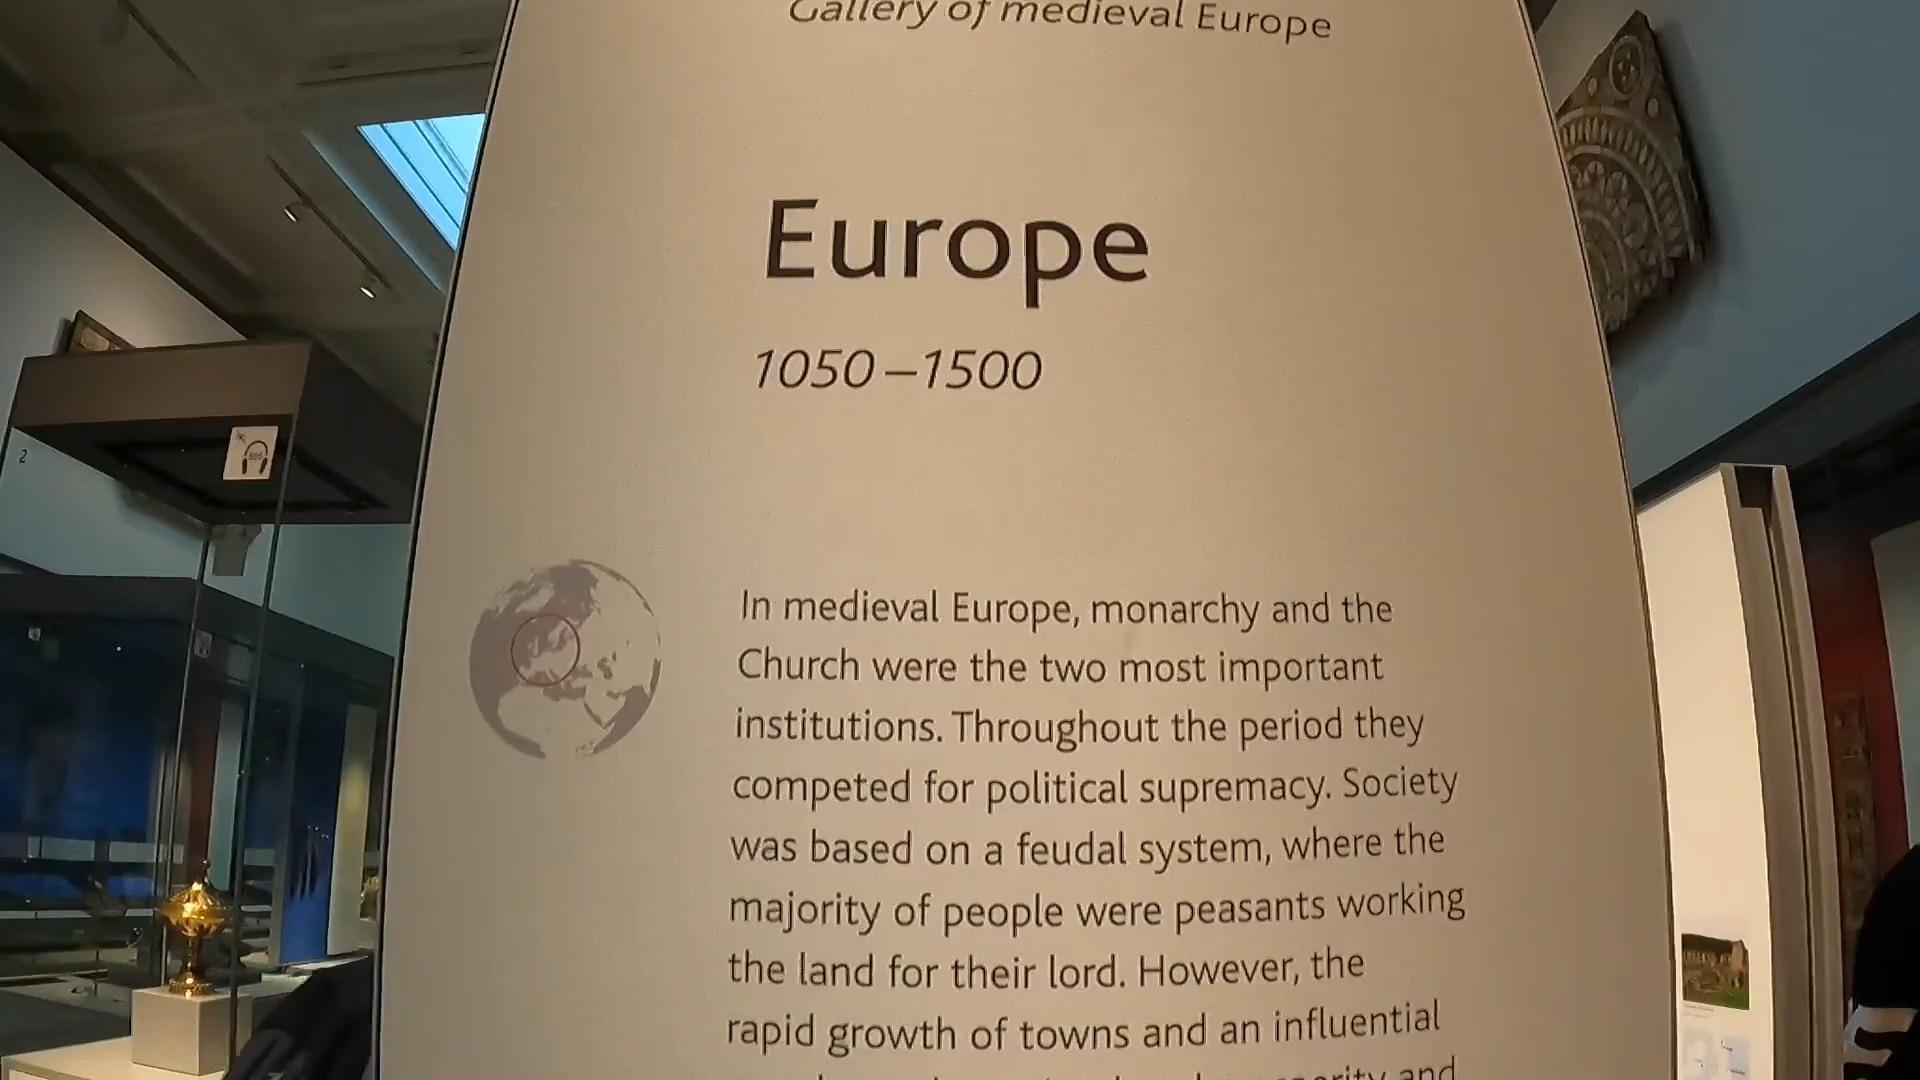 Gallery of medieval Europe
Europe
1050–1500
2
In medieval Europe, monarchy and the
Church were the two most important
institutions. Throughout the period they
competed for political supremacy. Society
was based on a feudal system, where the
majority of people were peasants working
the land for their lord. However, the
rapid growth of towns and an influential
and